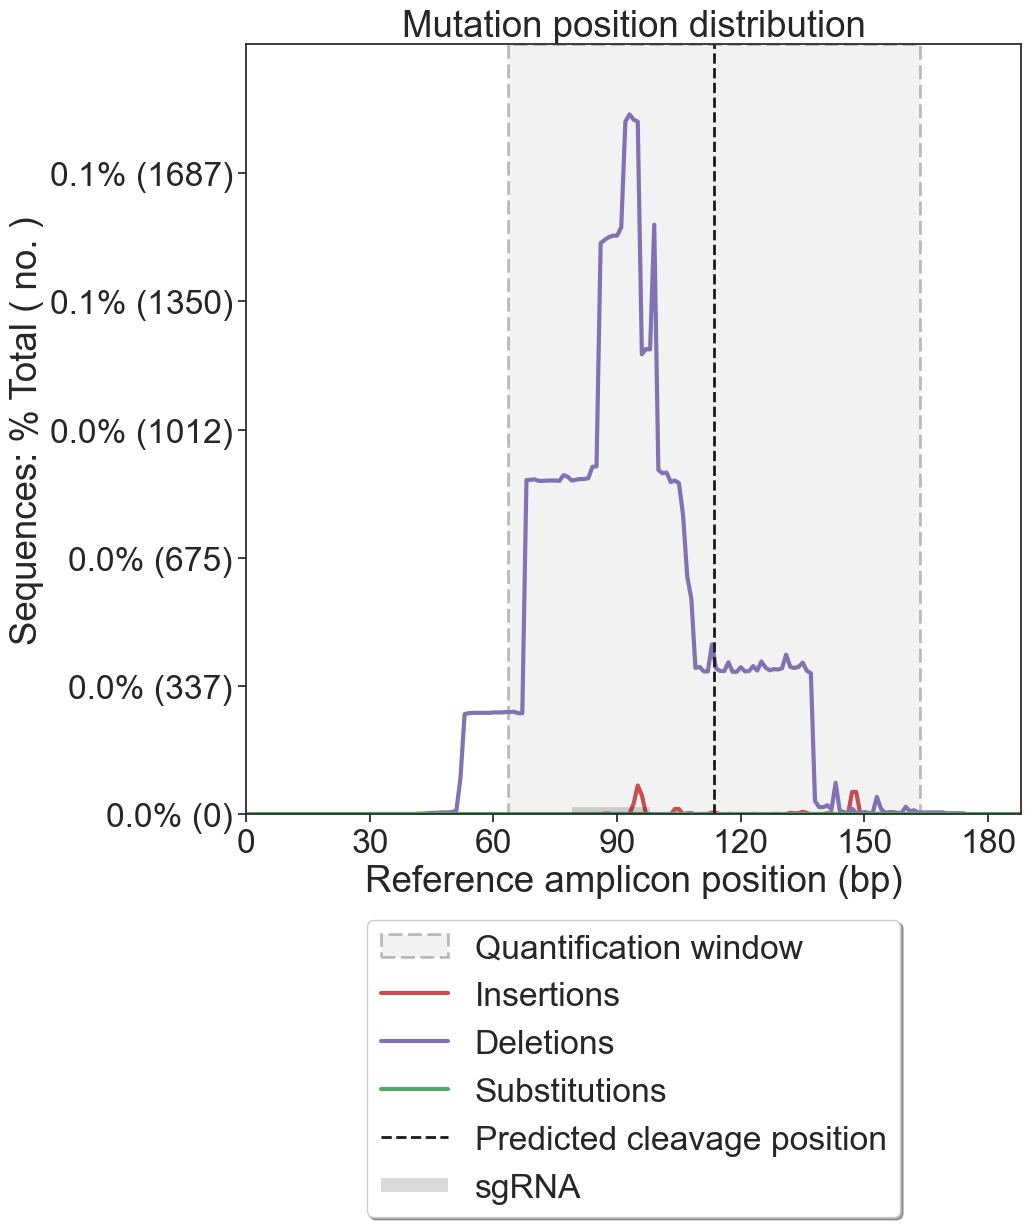 Mutation position distribution
Sequences: % Total ( no. )
0.1% (1687)
0.1% (1350)
0.0% (1012)
0.0% (675)
0.0% (337)
0.0% (0)
0 30 60 90 120 150 180
Reference amplicon position (bp)
Quantification window
Insertions
Deletions
Substitutions
Predicted cleavage position
sgRNA